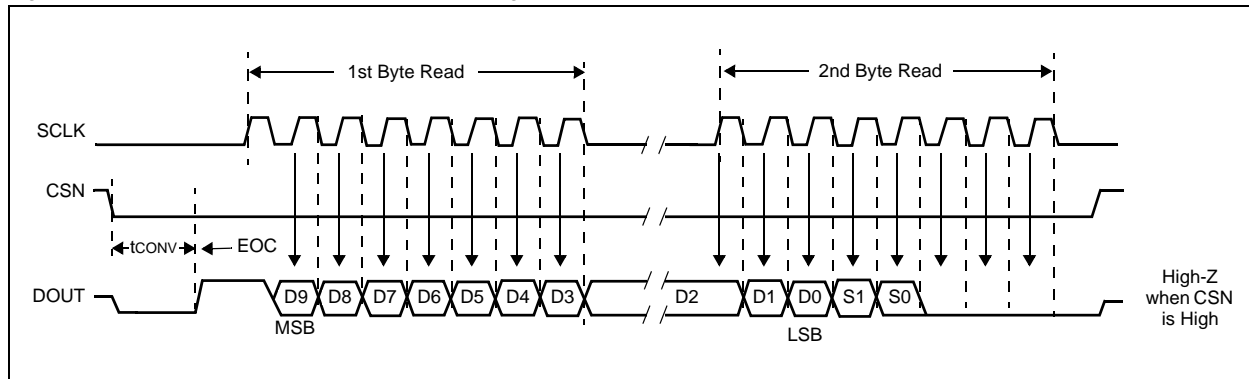 1st Byte Read
2nd Byte Read
SCLK
CSN
tCONV
EOC
DOUT
D9
D8
D7
D6
D5
D4
D3
D2
D1
D0
S1
S0
MSB
LSB
High-Z
when CSN
is High